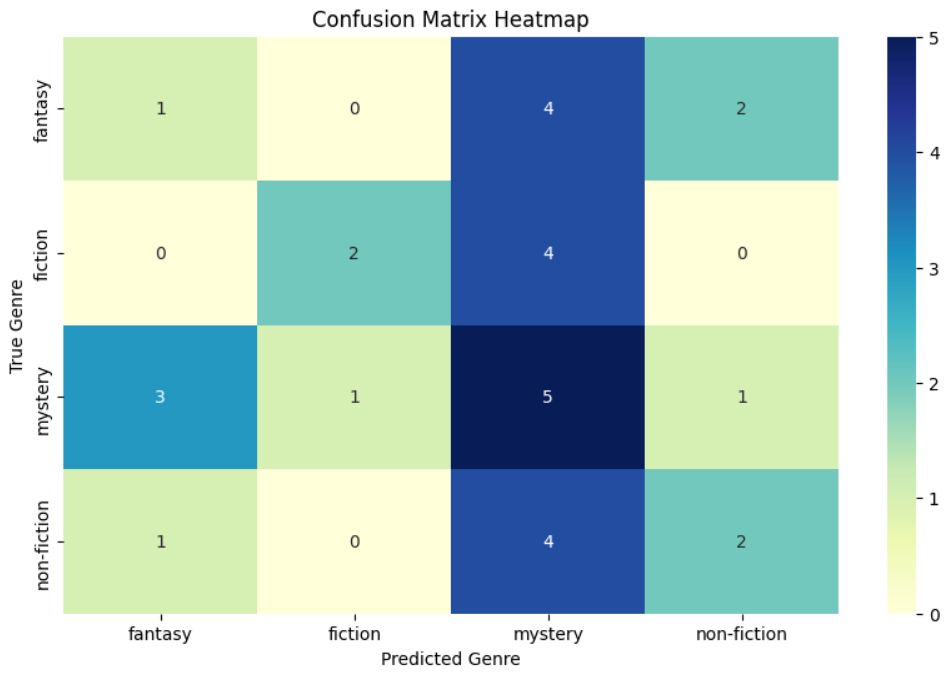 Confusion Matrix Heatmap
fantasy 1 0 4 2
fiction 0 2 4 0
mystery 3 1 5 1
non-fiction 1 0 4 2
True Genre
fantasy fiction mystery non-fiction
Predicted Genre
5
4
3
2
1
0